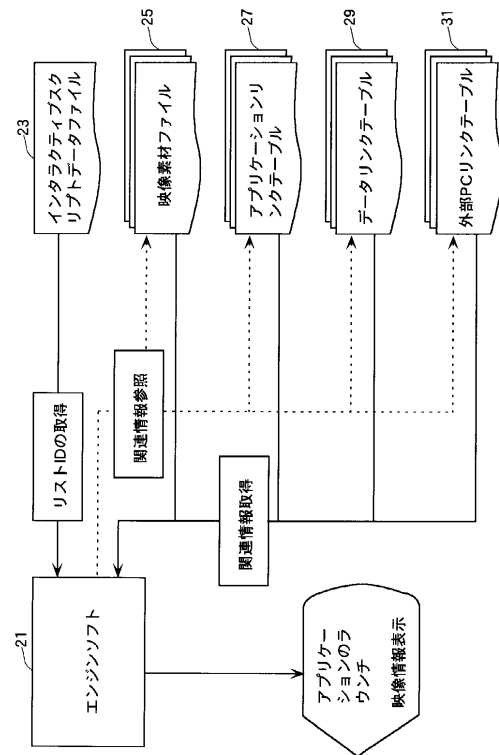 23
インタラクティブスク
リプトデータファイル
25
映像素材ファイル
27
アプリケーションリ
ンクテーブル
29
データリンクテーブル
31
外部PCリンクテーブル
リストIDの取得
関連情報参照
関連情報取得
21
エンジンソフト
アプリケー
ションのラ
ウンチ
映像情報表示